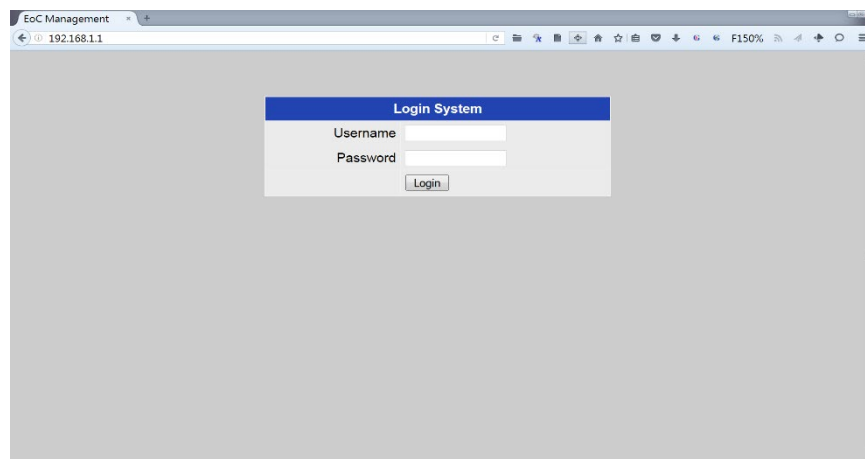 EoC Management × +
192.168.1.1 F150%
Login System
Username
Password
Login